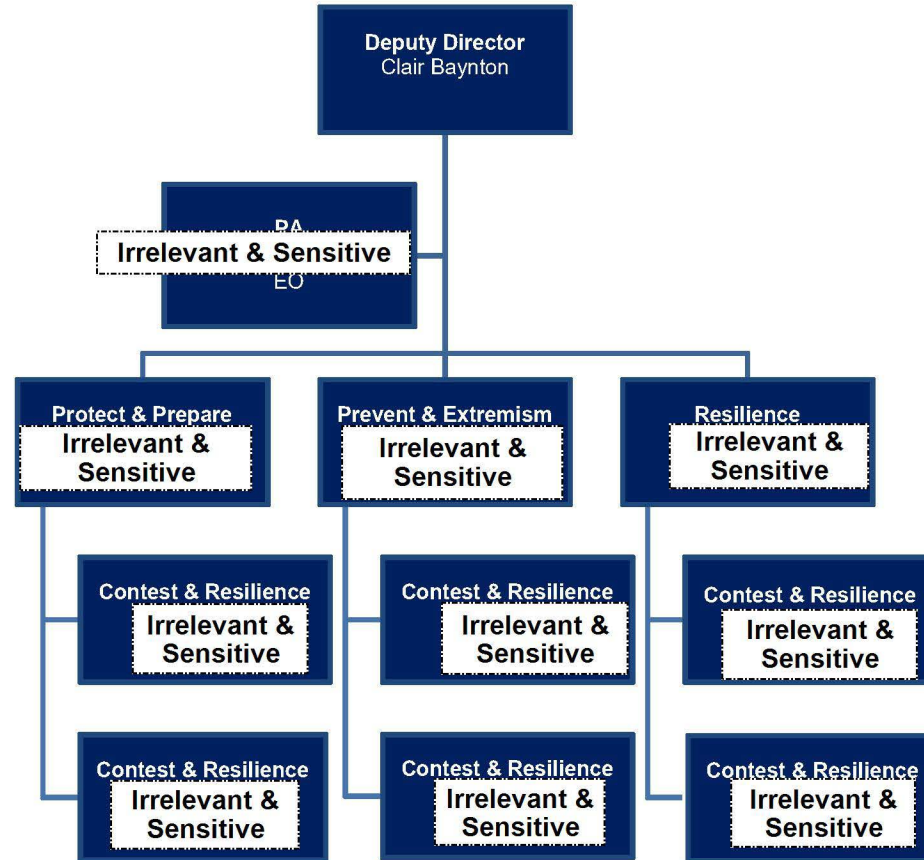 Deputy Director
Clair Baynton
PA
Irrelevant & Sensitive
EO
Protect & Prepare
Irrelevant &
Sensitive
Prevent & Extremism
Irrelevant &
Sensitive
Resilience
Irrelevant &
Sensitive
Contest & Resilience
Irrelevant &
Sensitive
Contest & Resilience
Irrelevant &
Sensitive
Contest & Resilience
Irrelevant &
Sensitive
Contest & Resilience
Irrelevant &
Sensitive
Contest & Resilience
Irrelevant &
Sensitive
Contest & Resilience
Irrelevant &
Sensitive